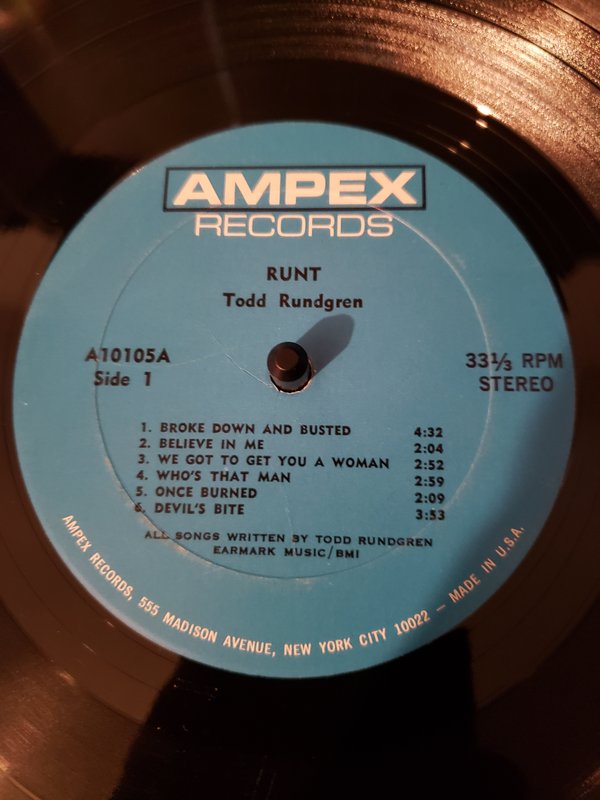 AMPEX
RECORDS
RUNT
Todd Rundgren
A10105A
Side 1
33⅓ RPM
STEREO
1. BROKE DOWN AND BUSTED 4:32
2. BELIEVE IN ME 2:04
3. WE GOT TO GET YOU A WOMAN 2:52
4. WHO'S THAT MAN 2:59
5. ONCE BURNED 2:09
6. DEVIL'S BITE 3:53
ALL SONGS WRITTEN BY TODD RUNDGREN
EARMARK MUSIC/BMI
AMPEX RECORDS, 555 MADISON AVENUE, NEW YORK CITY 10022 — MADE IN U.S.A.